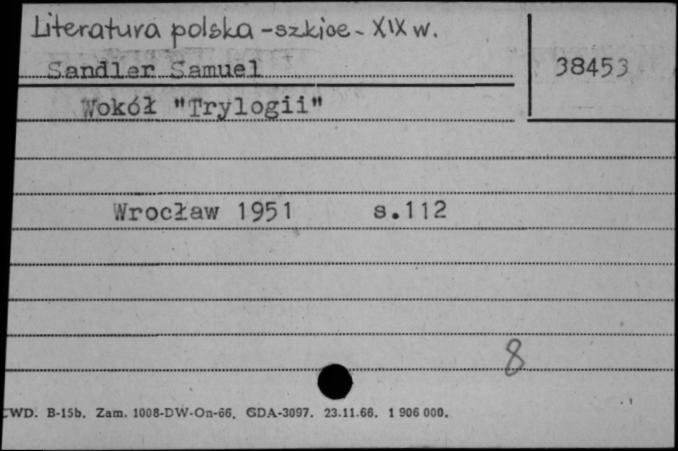 Literatura polska - szkice - XIX w.
Sandler Samuel
38453
Wokół "Trylogii"
Wrocław 1951 s.112
8
CWD. B-15b. Zam. 1008-DW-On-66. GDA-3097. 23.11.66. 1 906 000.